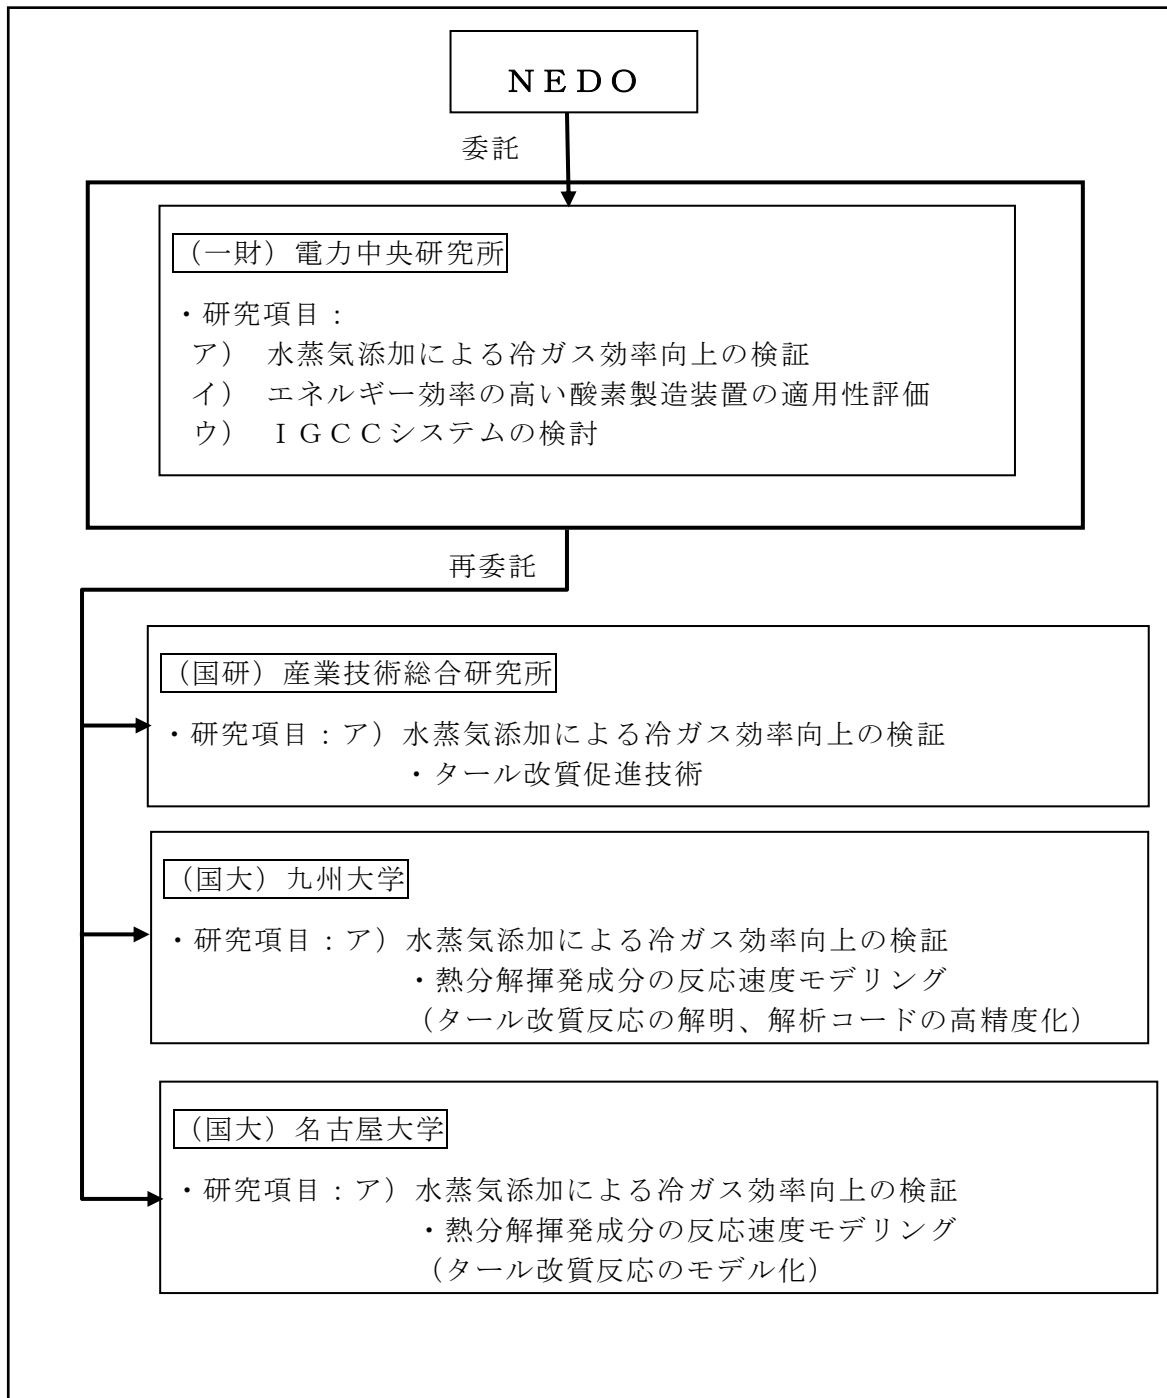 ＮＥＤＯ
委託
（一財）電力中央研究所
・研究項目：
ア）　水蒸気添加による冷ガス効率向上の検証
イ）　エネルギー効率の高い酸素製造装置の適用性評価
ウ）　ＩＧＣＣシステムの検討
再委託
（国研）産業技術総合研究所
・研究項目：ア）水蒸気添加による冷ガス効率向上の検証
・タール改質促進技術
（国大）九州大学
・研究項目：ア）水蒸気添加による冷ガス効率向上の検証
・熱分解揮発成分の反応速度モデリング
（タール改質反応の解明、解析コードの高精度化）
（国大）名古屋大学
・研究項目：ア）水蒸気添加による冷ガス効率向上の検証
・熱分解揮発成分の反応速度モデリング
（タール改質反応のモデル化）